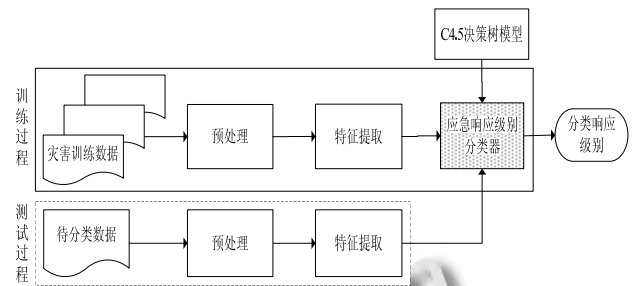 C4.5决策树模型
训练过程
灾害训练数据
预处理
特征提取
应急响应级别
分类器
分类响应
级别
测试过程
待分类数据
预处理
特征提取